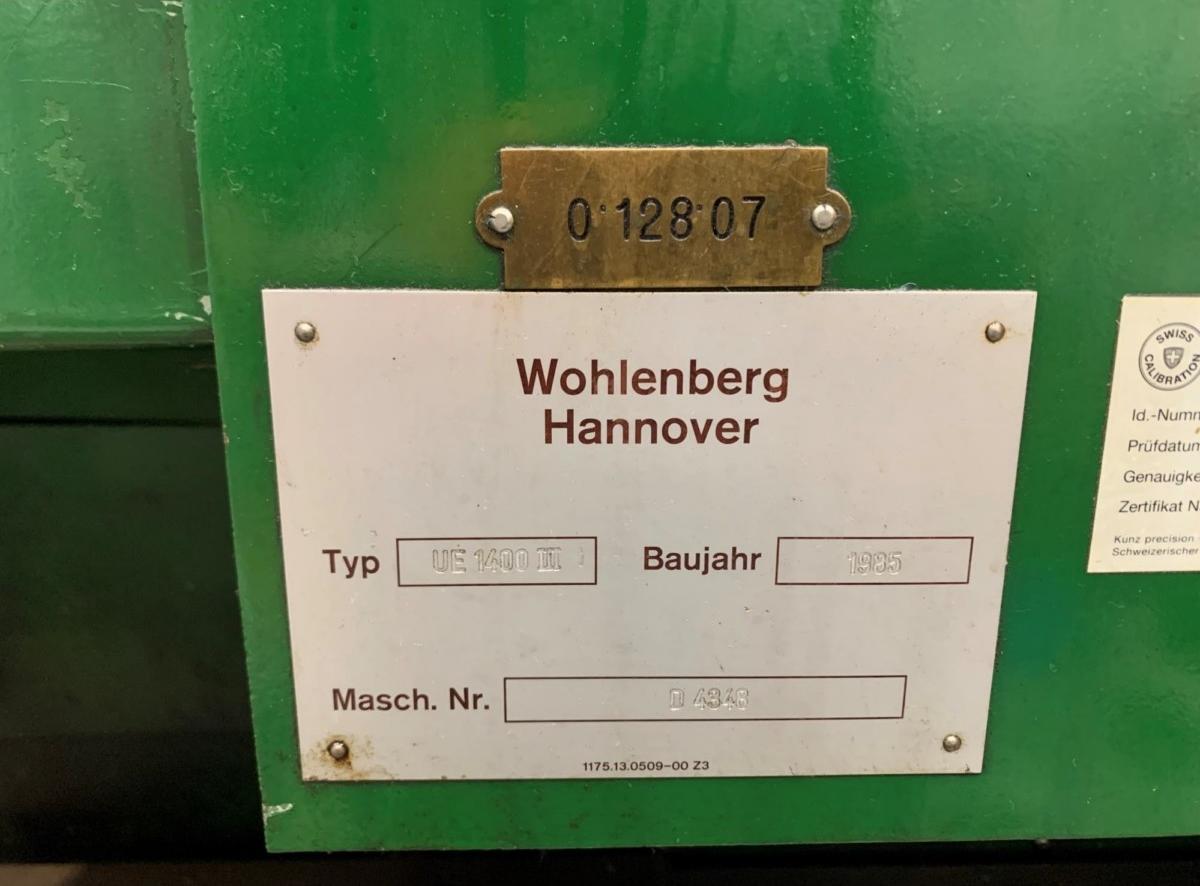 0·128·07
Wohlenberg
Hannover
Typ UE 1400 III
Baujahr 1985
Masch. Nr. D 4348
1175.13.0509-00 Z3
SWISS
CALIBRATION
Id.-Numm
Prüfdatum
Genauigke
Zertifikat N
Kunz precision
Schweizerischer